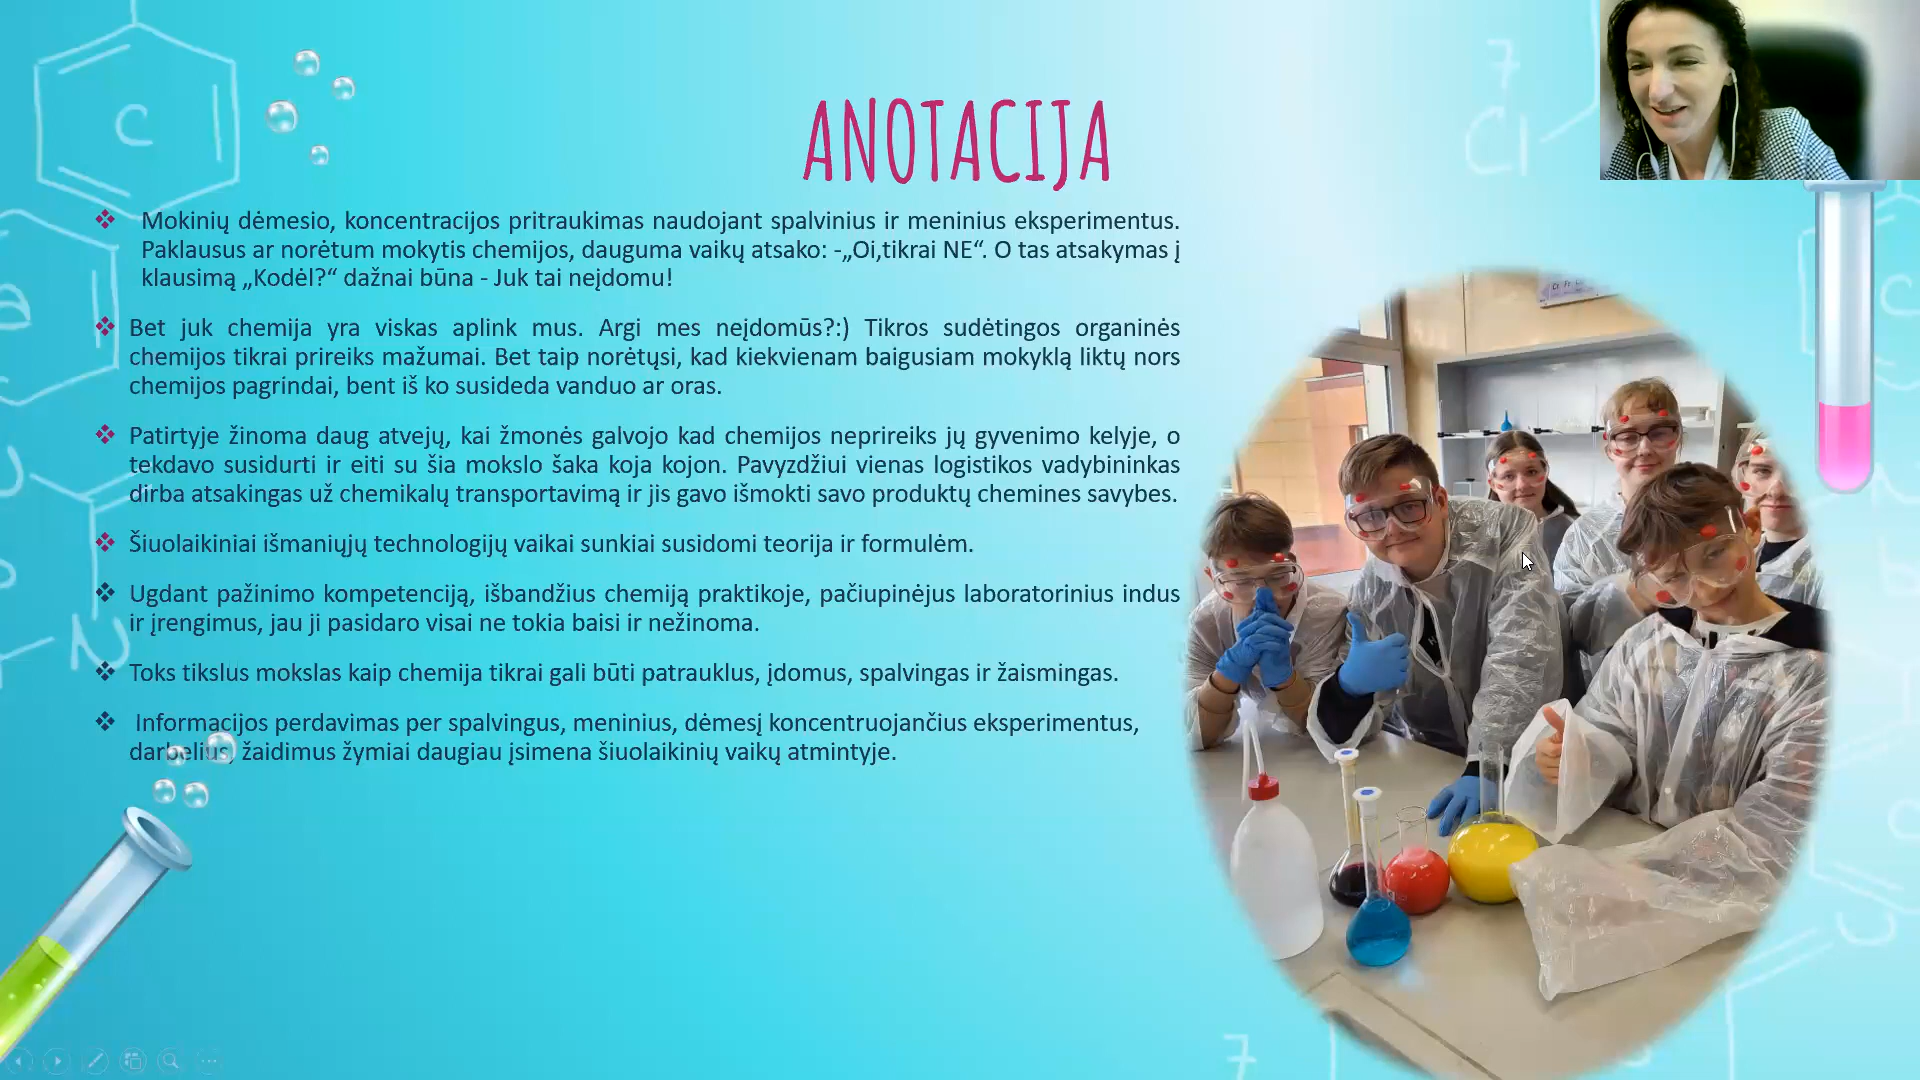 ANOTACIJA
Mokinių dėmesio, koncentracijos pritraukimas naudojant spalvinius ir meninius eksperimentus.
Paklausus ar norėtum mokytis chemijos, dauguma vaikų atsako: -„Oi,tikrai NE“. O tas atsakymas į
klausimą „Kodėl?“ dažnai būna - Juk tai neįdomu!
Bet juk chemija yra viskas aplink mus. Argi mes neįdomūs?:) Tikros sudėtingos organinės
chemijos tikrai prireiks mažumai. Bet taip norėtųsi, kad kiekvienam baigusiam mokyklą liktų nors
chemijos pagrindai, bent iš ko susideda vanduo ar oras.
Patirtyje žinoma daug atvejų, kai žmonės galvojo kad chemijos neprireiks jų gyvenimo kelyje, o
tekdavo susidurti ir eiti su šia mokslo šaka koja kojon. Pavyzdžiui vienas logistikos vadybininkas
dirba atsakingas už chemikalų transportavimą ir jis gavo išmokti savo produktų chemines savybes.
Šiuolaikiniai išmaniųjų technologijų vaikai sunkiai susidomi teorija ir formulėm.
Ugdant pažinimo kompetenciją, išbandžius chemiją praktikoje, pačiupinėjus laboratorinius indus
ir įrengimus, jau ji pasidaro visai ne tokia baisi ir nežinoma.
Toks tikslus mokslas kaip chemija tikrai gali būti patrauklus, įdomus, spalvingas ir žaismingas.
Informacijos perdavimas per spalvingus, meninius, dėmesį koncentruojančius eksperimentus,
darbelius, žaidimus žymiai daugiau įsimena šiuolaikinių vaikų atmintyje.
C
7
Cl
N
7